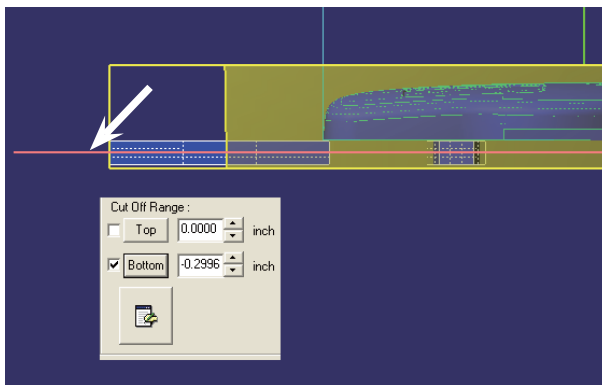 Cut Off Range :
Top 0.0000 inch
Bottom -0.2996 inch